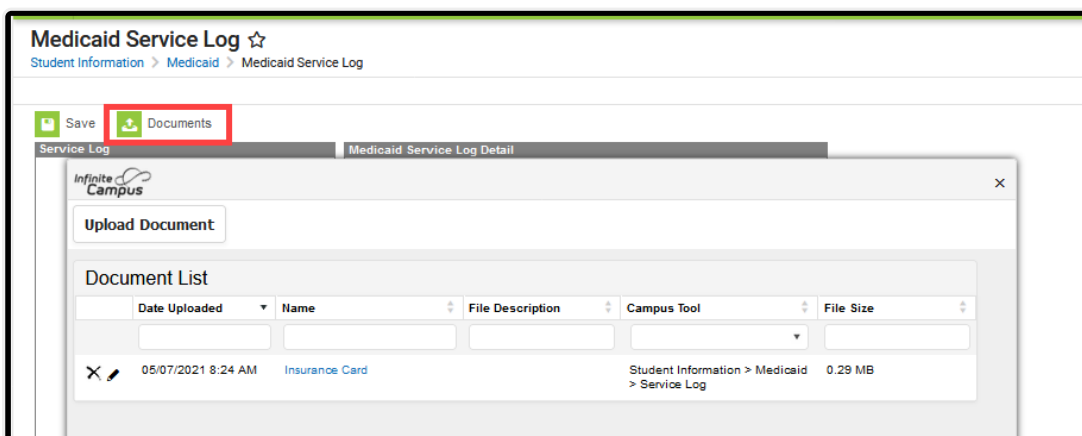 Medicaid Service Log
Student Information > Medicaid > Medicaid Service Log
Save Documents
Service Log Medicaid Service Log Detail
Infinite
Campus
Upload Document
Document List
Date Uploaded Name File Description Campus Tool File Size
05/07/2021 8:24 AM Insurance Card Student Information > Medicaid 0.29 MB
> Service Log